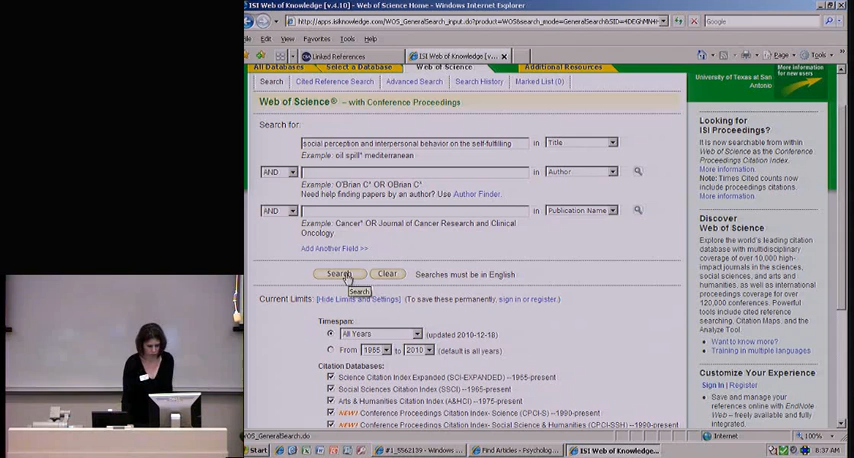 ISI Web of Knowledge [v.4.10] - Web of Science Home - Windows Internet Explorer
http://apps.isiknowledge.com/WOS_GeneralSearch_input.do?product=WOS&search_mode=GeneralSearch&SID=4DEGhMNH
Google
Edit View Favorites Tools Help
Linked References
ISI Web of Knowledge [v.4.10]
Page Tools
All Databases Select a Database Web of Science Additional Resources
Search Cited Reference Search Advanced Search Search History Marked List (0)
Web of Science® – with Conference Proceedings
Search for:
social perception and interpersonal behavior on the self-fulfilling in Title
Example: oil spill* mediterranean
AND in Author
Example: O'Brian C* OR OBrian C*
Need help finding papers by an author? Use Author Finder.
AND in Publication Name
Example: Cancer* OR Journal of Cancer Research and Clinical
Oncology
Add Another Field >>
Search Clear Searches must be in English
Search
Current Limits: [Hide Limits and Settings] (To save these permanently, sign in or register.)
Timespan:
All Years (updated 2010-12-18)
From 1965 to 2010 (default is all years)
Citation Databases:
Science Citation Index Expanded (SCI-EXPANDED) --1965-present
Social Sciences Citation Index (SSCI) --1965-present
Arts & Humanities Citation Index (A&HCI) --1975-present
NEW! Conference Proceedings Citation Index- Science (CPCI-S) --1990-present
NEW! Conference Proceedings Citation Index- Social Science & Humanities (CPCI-SSH) --1990-present
More information
for new users
University of Texas at San
Antonio
Looking for
ISI Proceedings?
It is now searchable from within
Web of Science as the Conference
Proceedings Citation Index.
More information.
Note: Times Cited counts now
include proceedings citations.
More information.
Discover
Web of Science
Explore the world's leading citation
database with multidisciplinary
coverage of over 10,000 high-
impact journals in the sciences,
social sciences, and arts and
humanities, as well as international
proceedings coverage for over
120,000 conferences. Powerful
tools include cited reference
searching, Citation Maps, and the
Analyze Tool.
Want to know more?
Training in multiple languages
Customize Your Experience
Sign In | Register
Save and manage your
references online with EndNote
Web – freely available and fully
integrated.
WOS_GeneralSearch.do
Internet 100%
Start #1_5562139 - Windows ... Find Articles - Psycholog... ISI Web of Knowledge [... 8:37 AM